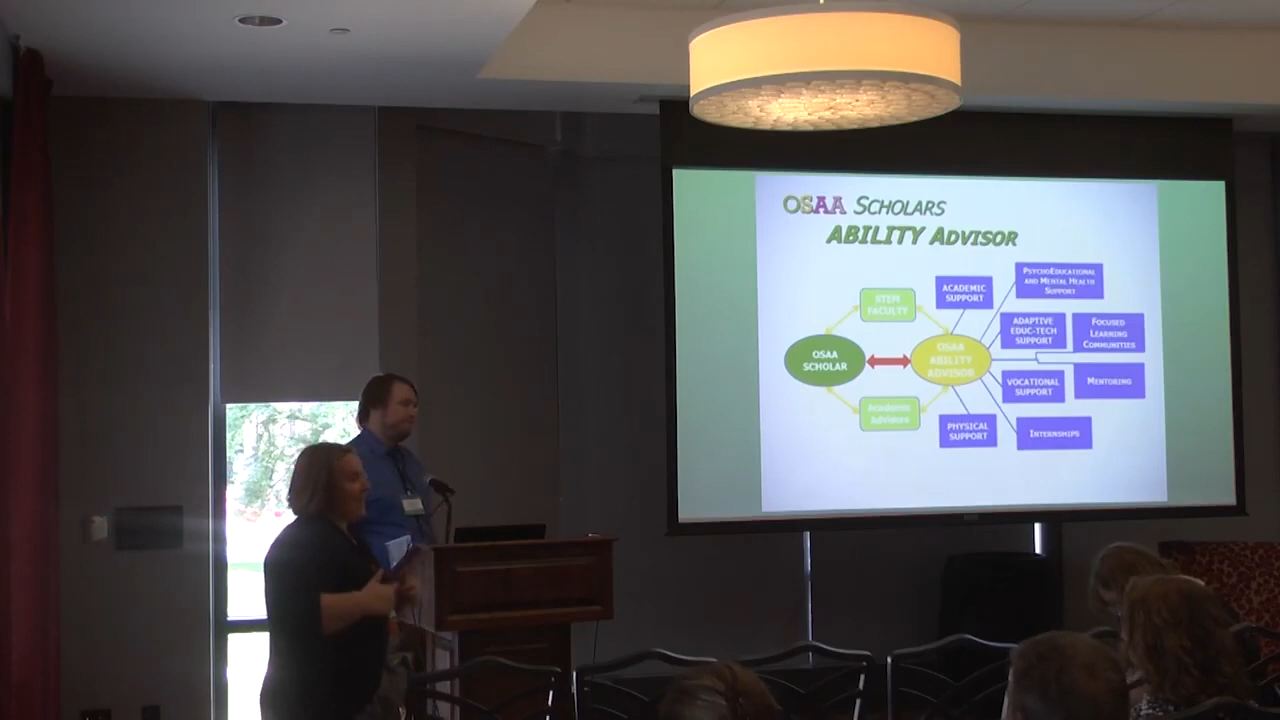 OSAA SCHOLARS
ABILITY ADVISOR
PSYCHOEDUCATIONAL
AND MENTAL HEALTH
SUPPORT
ACADEMIC
SUPPORT
STEM
FACULTY
ADAPTIVE
EDUC-TECH
SUPPORT
FOCUSED
LEARNING
COMMUNITIES
OSAA
SCHOLAR
OSAA
ABILITY
ADVISOR
VOCATIONAL
SUPPORT
MENTORING
Academic
Advisors
PHYSICAL
SUPPORT
INTERNSHIPS